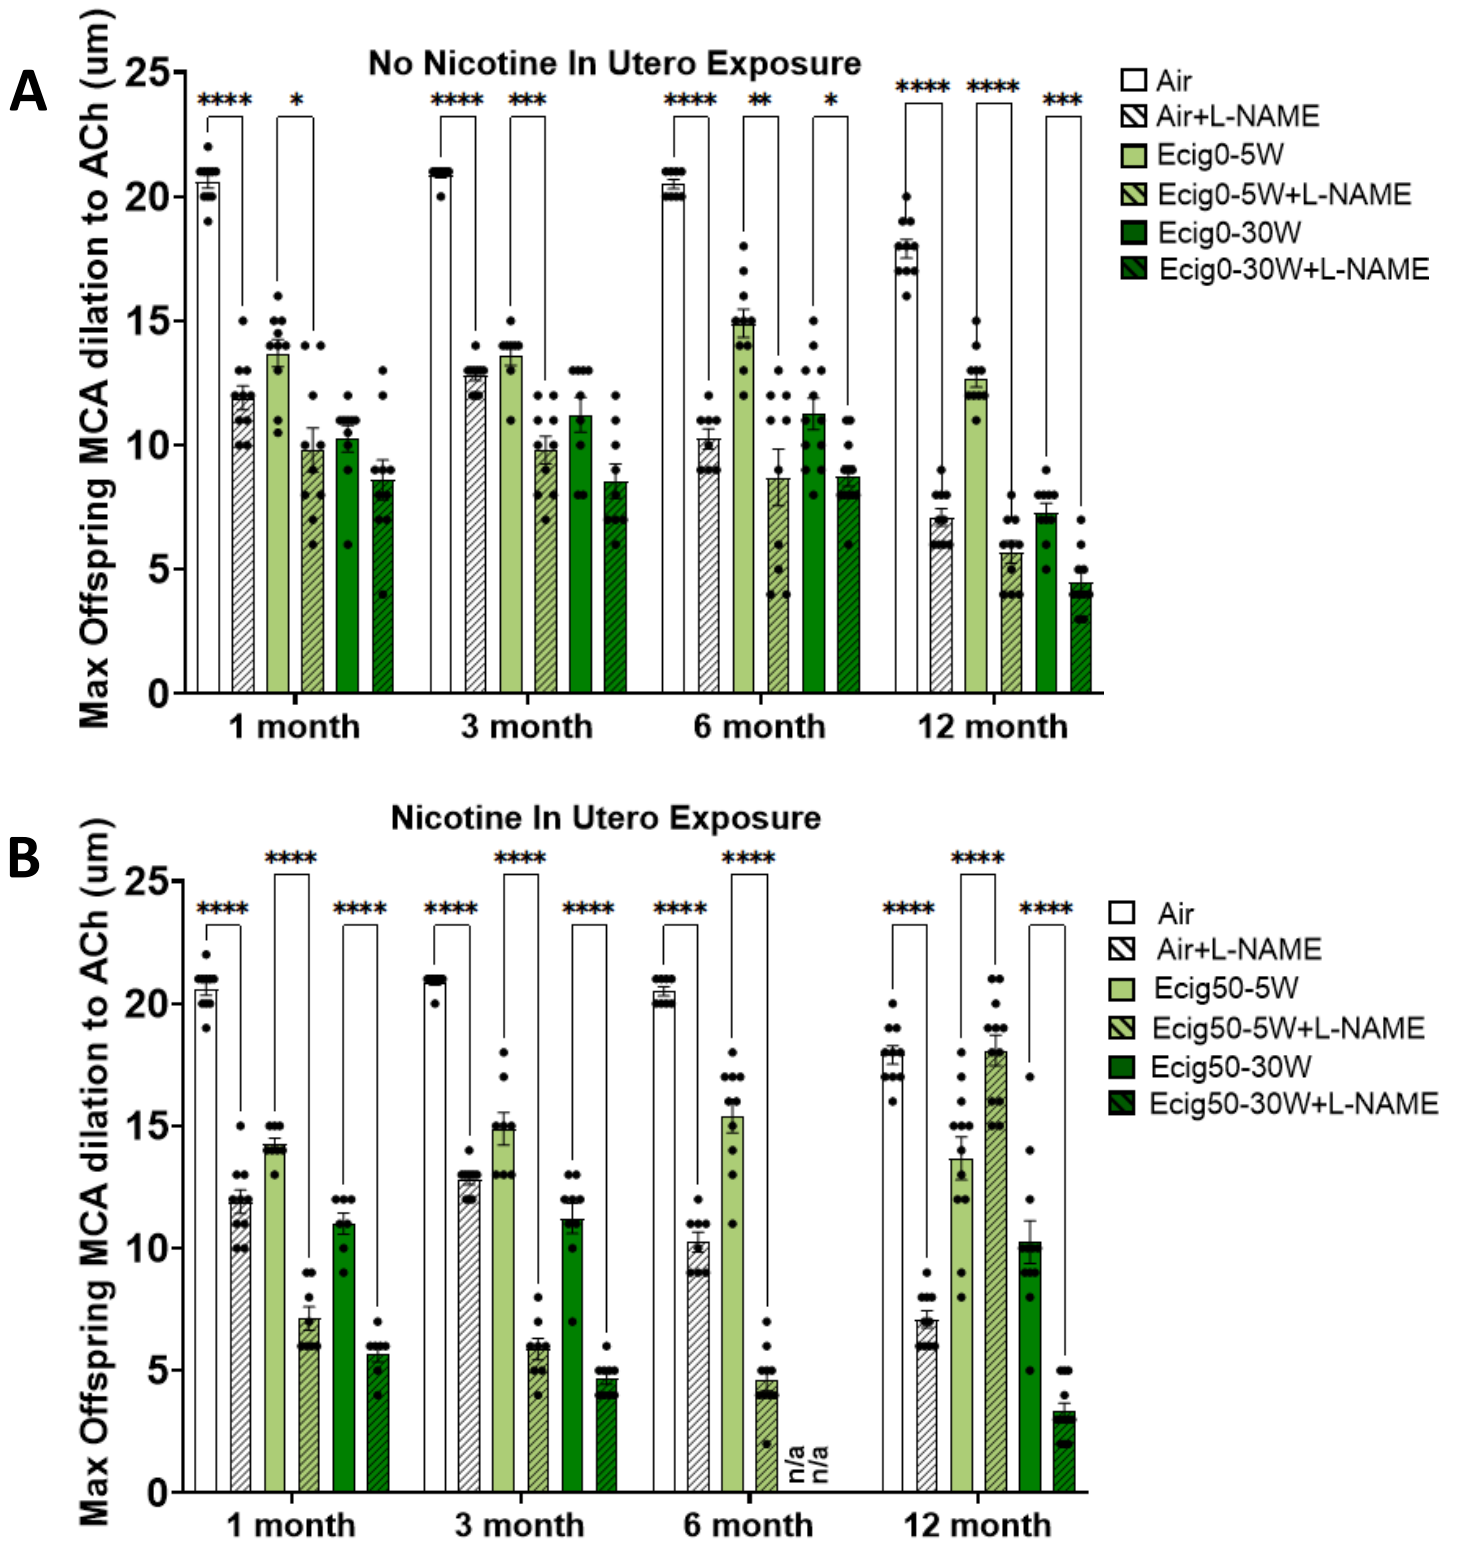 A
No Nicotine In Utero Exposure
Max Offspring MCA dilation to ACh (um)
25
20
15
10
5
0
**** *
**** ***
**** ** *
**** **** ***
1 month
3 month
6 month
12 month
Air
Air+L-NAME
Ecig0-5W
Ecig0-5W+L-NAME
Ecig0-30W
Ecig0-30W+L-NAME
B
Nicotine In Utero Exposure
Max Offspring MCA dilation to ACh (um)
25
20
15
10
5
0
**** **** ****
**** **** ****
**** ****
**** **** ****
n/a
n/a
1 month
3 month
6 month
12 month
Air
Air+L-NAME
Ecig50-5W
Ecig50-5W+L-NAME
Ecig50-30W
Ecig50-30W+L-NAME